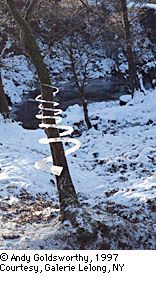 © Andy Goldsworthy, 1997
Courtesy, Galerie Lelong, NY